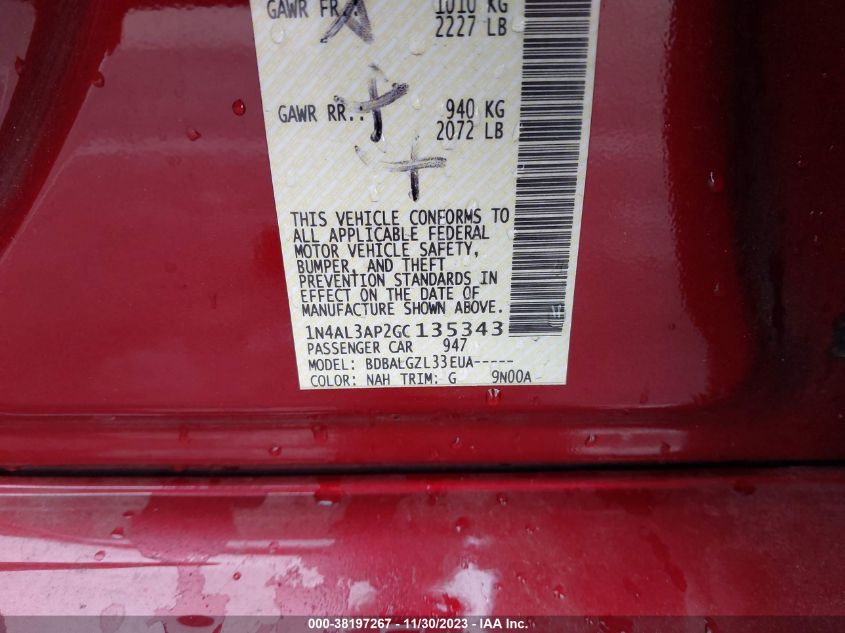 GAWR FR.: 1010 KG
2227 LB
GAWR RR.: 940 KG
2072 LB
THIS VEHICLE CONFORMS TO
ALL APPLICABLE FEDERAL
MOTOR VEHICLE SAFETY,
BUMPER, AND THEFT
PREVENTION STANDARDS IN
EFFECT ON THE DATE OF
MANUFACTURE SHOWN ABOVE.
1N4AL3AP2GC135343
PASSENGER CAR 947
MODEL: BDBALGZL33EUA-----
COLOR: NAH TRIM: G 9N00A
000-38197267 - 11/30/2023 - IAA Inc.